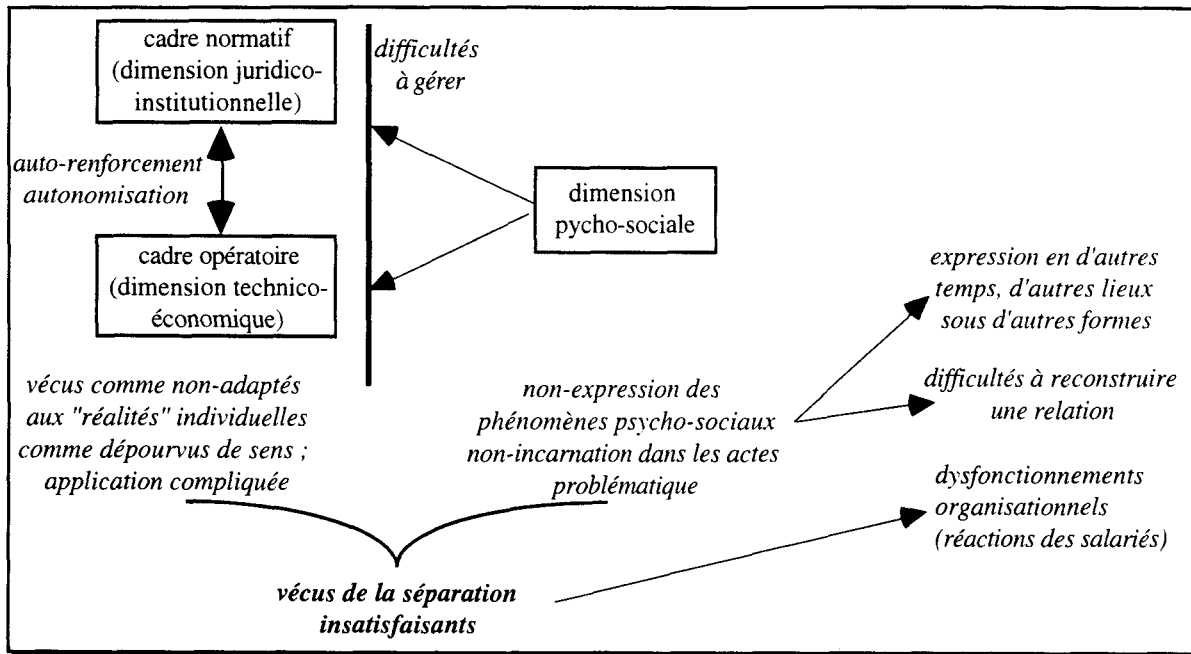 cadre normatif
(dimension juridico-
institutionnelle)
difficultés
à gérer
auto-renforcement
autonomisation
dimension
pycho-sociale
cadre opératoire
(dimension technico-
économique)
expression en d'autres
temps, d'autres lieux
sous d'autres formes
vécus comme non-adaptés
aux "réalités" individuelles
comme dépourvus de sens ;
application compliquée
non-expression des
phénomènes psycho-sociaux
non-incarnation dans les actes
problématique
difficultés à reconstruire
une relation
dysfonctionnements
organisationnels
(réactions des salariés)
vécus de la séparation
insatisfaisants